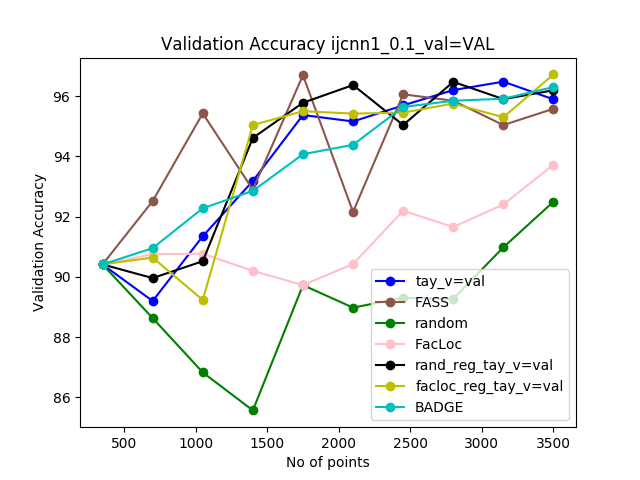 Validation Accuracy ijcnn1_0.1_val=VAL
Validation Accuracy
96
94
92
90
88
86
500
1000
1500
2000
2500
3000
3500
No of points
tay_v=val
FASS
random
FacLoc
rand_reg_tay_v=val
facloc_reg_tay_v=val
BADGE